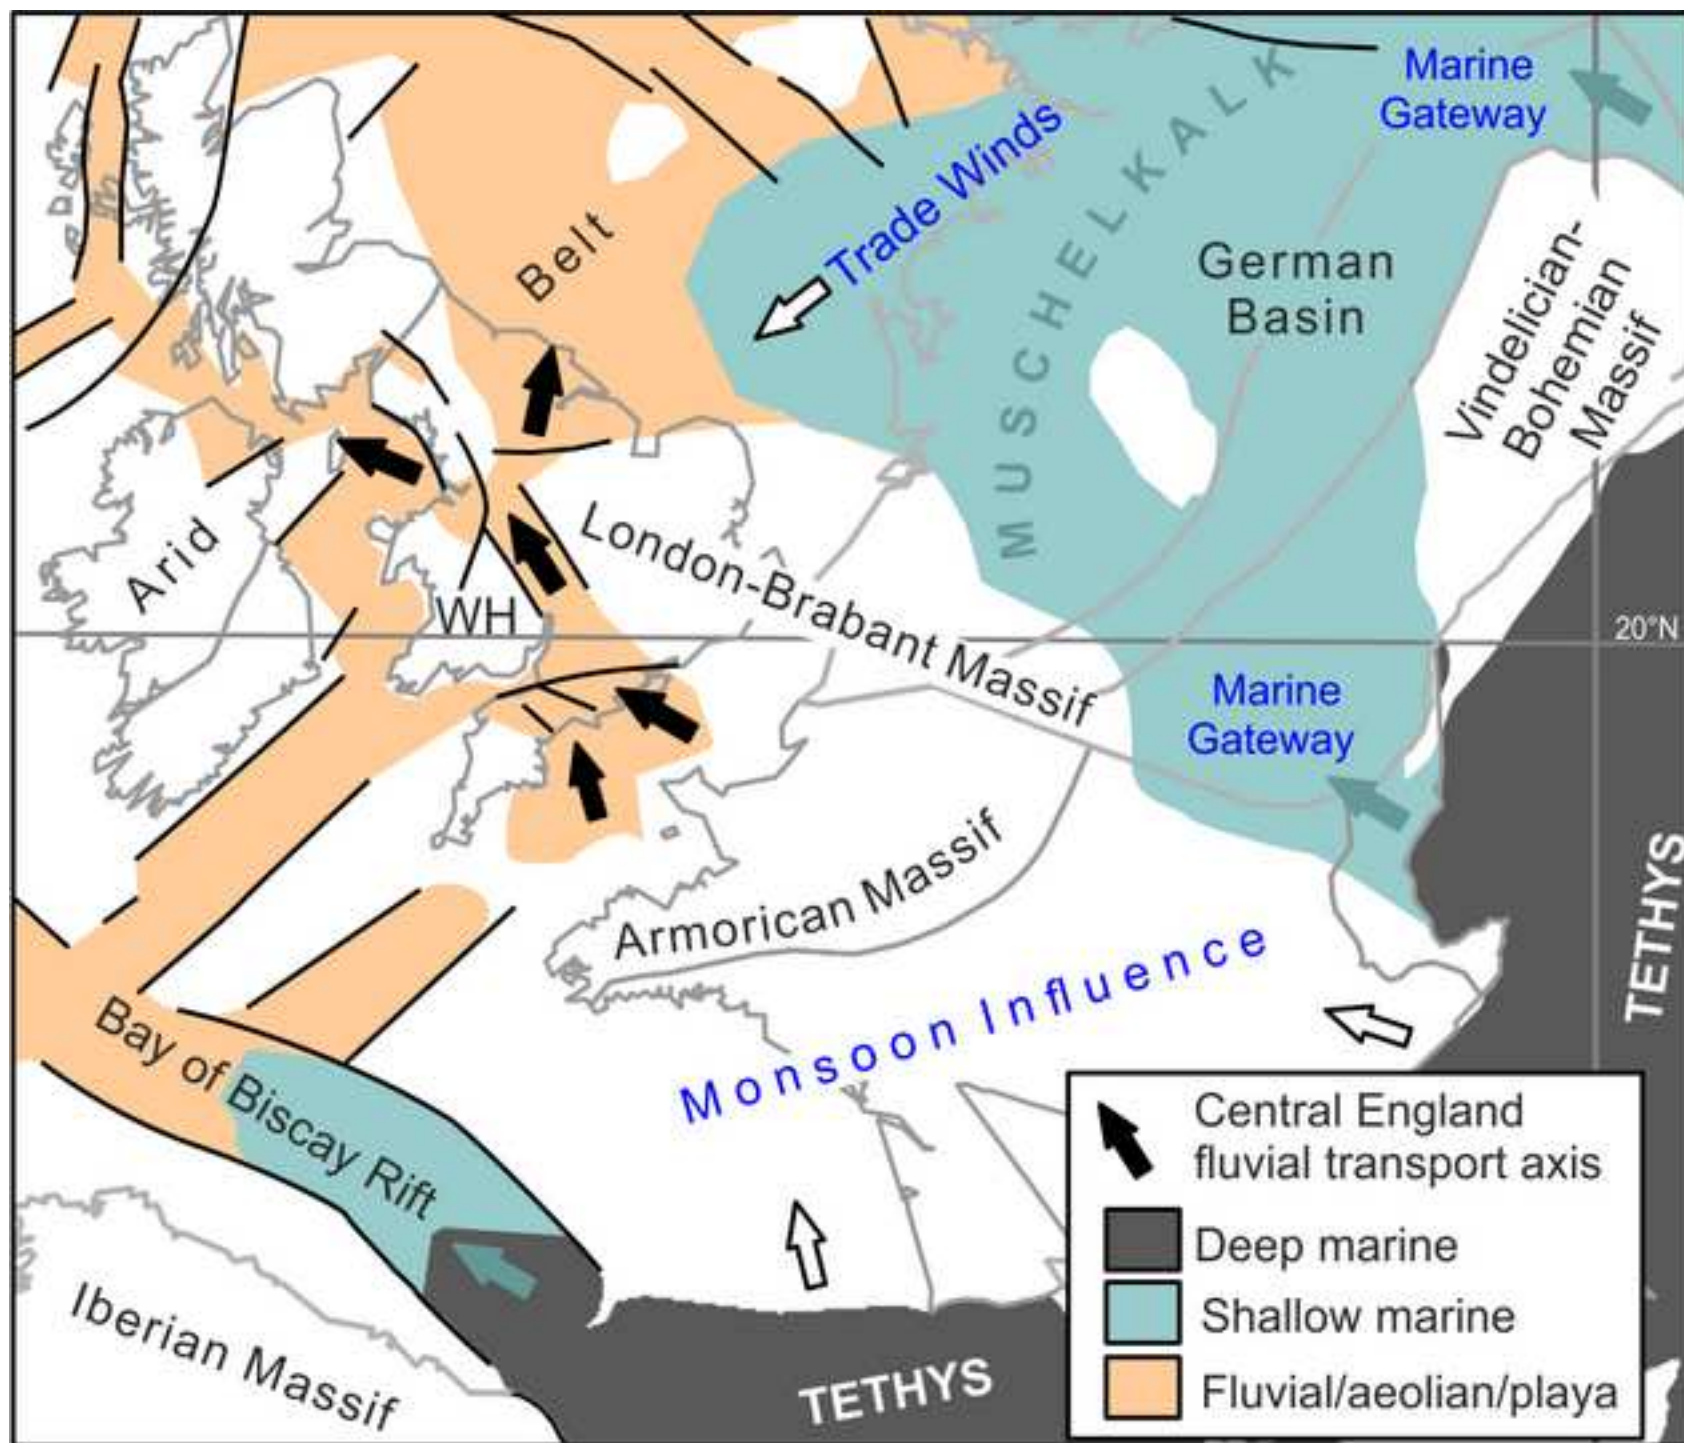 Marine
Gateway
Trade Winds
MUSCHELKALK
Belt
German
Basin
Vindelician-
Bohemian
Massif
Arid
London-Brabant Massif
WH
20°N
Marine
Gateway
Armorican Massif
TETHYS
Monsoon Influence
Bay of Biscay Rift
Iberian Massif
TETHYS
Central England
fluvial transport axis
Deep marine
Shallow marine
Fluvial/aeolian/playa